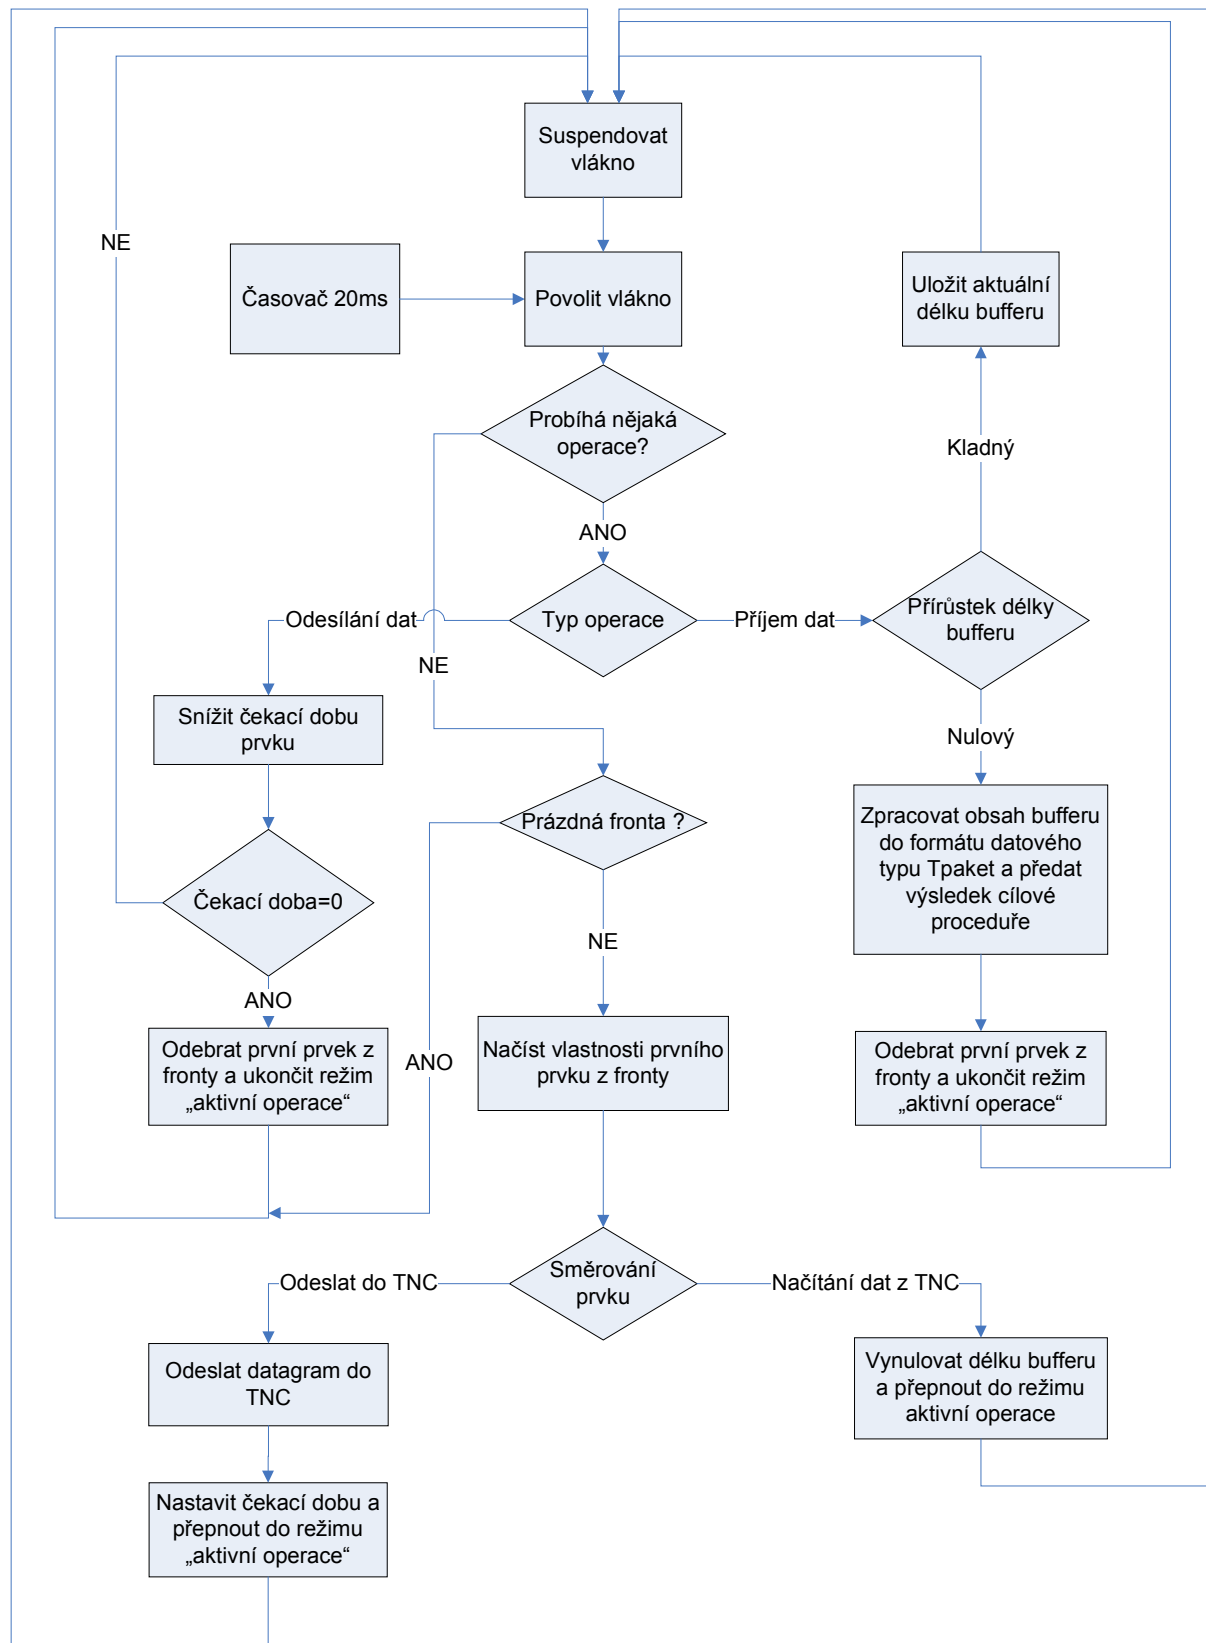 Suspendovat
vlákno
NE
Časovač 20ms
Povolit vlákno
Uložit aktuální
délku bufferu
Probíhá nějaká
operace?
Kladný
ANO
Odesílání dat
Typ operace
Příjem dat
Přírůstek délky
bufferu
NE
Snížit čekací dobu
prvku
Nulový
Prázdná fronta ?
Zpracovat obsah bufferu
do formátu datového
typu Tpaket a předat
výsledek cílové
proceduře
Čekací doba=0
NE
ANO
Odebrat první prvek z
fronty a ukončit režim
„aktivní operace“
ANO
Načíst vlastnosti prvního
prvku z fronty
Odebrat první prvek z
fronty a ukončit režim
„aktivní operace“
Odeslat do TNC
Směrování
prvku
Načítání dat z TNC
Odeslat datagram do
TNC
Vynulovat délku bufferu
a přepnout do režimu
aktivní operace
Nastavit čekací dobu a
přepnout do režimu
„aktivní operace“